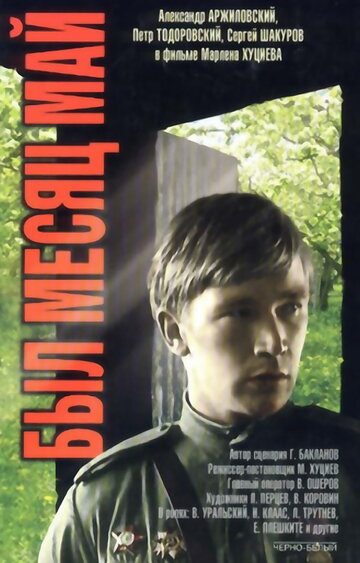 Александр АРЖИЛОВСКИЙ,
Петр ТОДОРОВСКИЙ, Сергей ШАКУРОВ
в фильме Марлена ХУЦИЕВА
БЫЛ МЕСЯЦ МАЙ
Автор сценария Г. БАКЛАНОВ
Режиссер-постановщик М. ХУЦИЕВ
Главный оператор В. ОШЕРОВ
Художники Л. ПЕРЦЕВ, В. КОРОВИН
В ролях: В. УРАЛЬСКИЙ, Н. КЛААС, Л. ТРУТНЕВ,
Е. ПЛЕШКИТЕ и другие
ЧЕРНО-БЕЛЫЙ